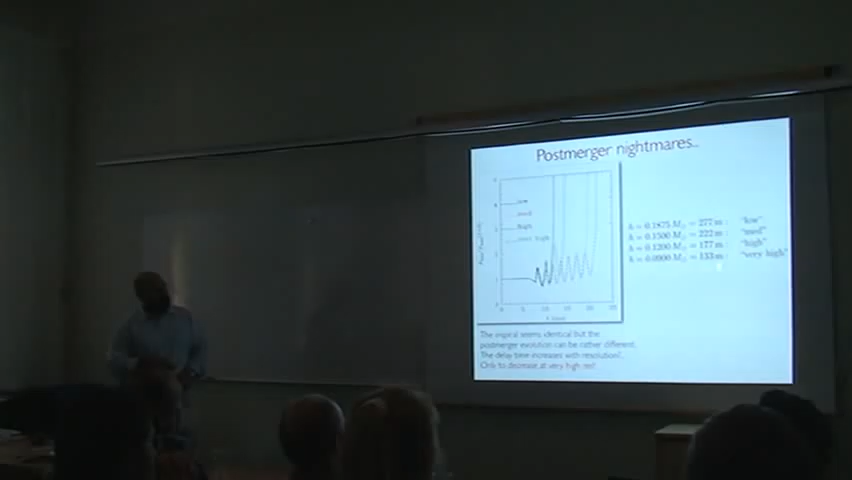 Postmerger nightmares..
low
med
high
very high
h = 0.1875 M☉ = 277 m : "low"
h = 0.1500 M☉ = 222 m : "med"
h = 0.1200 M☉ = 177 m : "high"
h = 0.0900 M☉ = 133 m : "very high"
The inspiral seems identical but the
postmerger evolution can be rather different.
The delay time increases with resolution?.
Only to decrease at very high res!